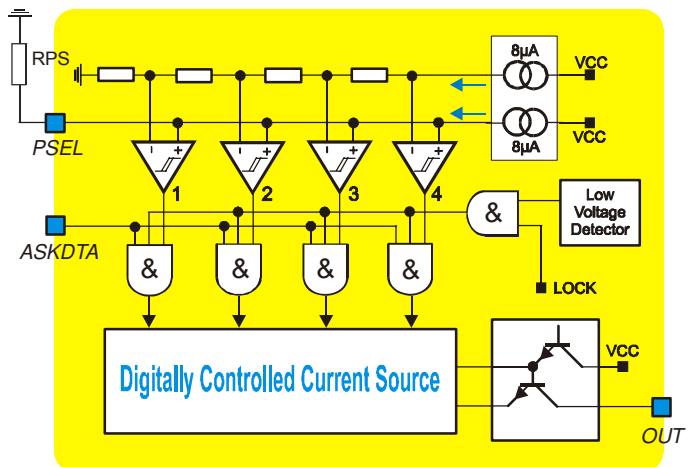 RPS
8µA
VCC
VCC
8µA
PSEL
- +
- +
- +
- +
1
2
3
4
&
Low
Voltage
Detector
ASKDTA
&
&
&
&
LOCK
Digitally Controlled Current Source
VCC
OUT